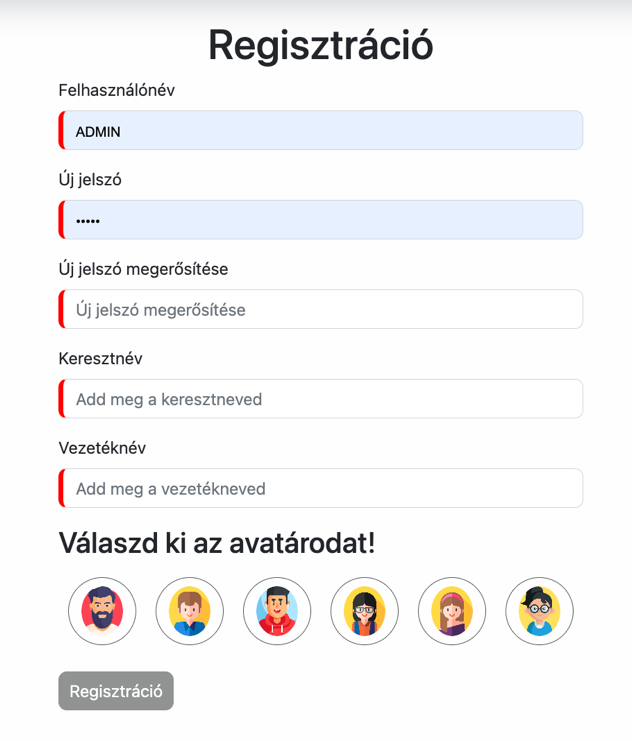 Regisztráció
Felhasználónév
ADMIN
Új jelszó
•••••
Új jelszó megerősítése
Új jelszó megerősítése
Keresztnév
Add meg a keresztneved
Vezetéknév
Add meg a vezetékneved
Válaszd ki az avatárodat!
Regisztráció